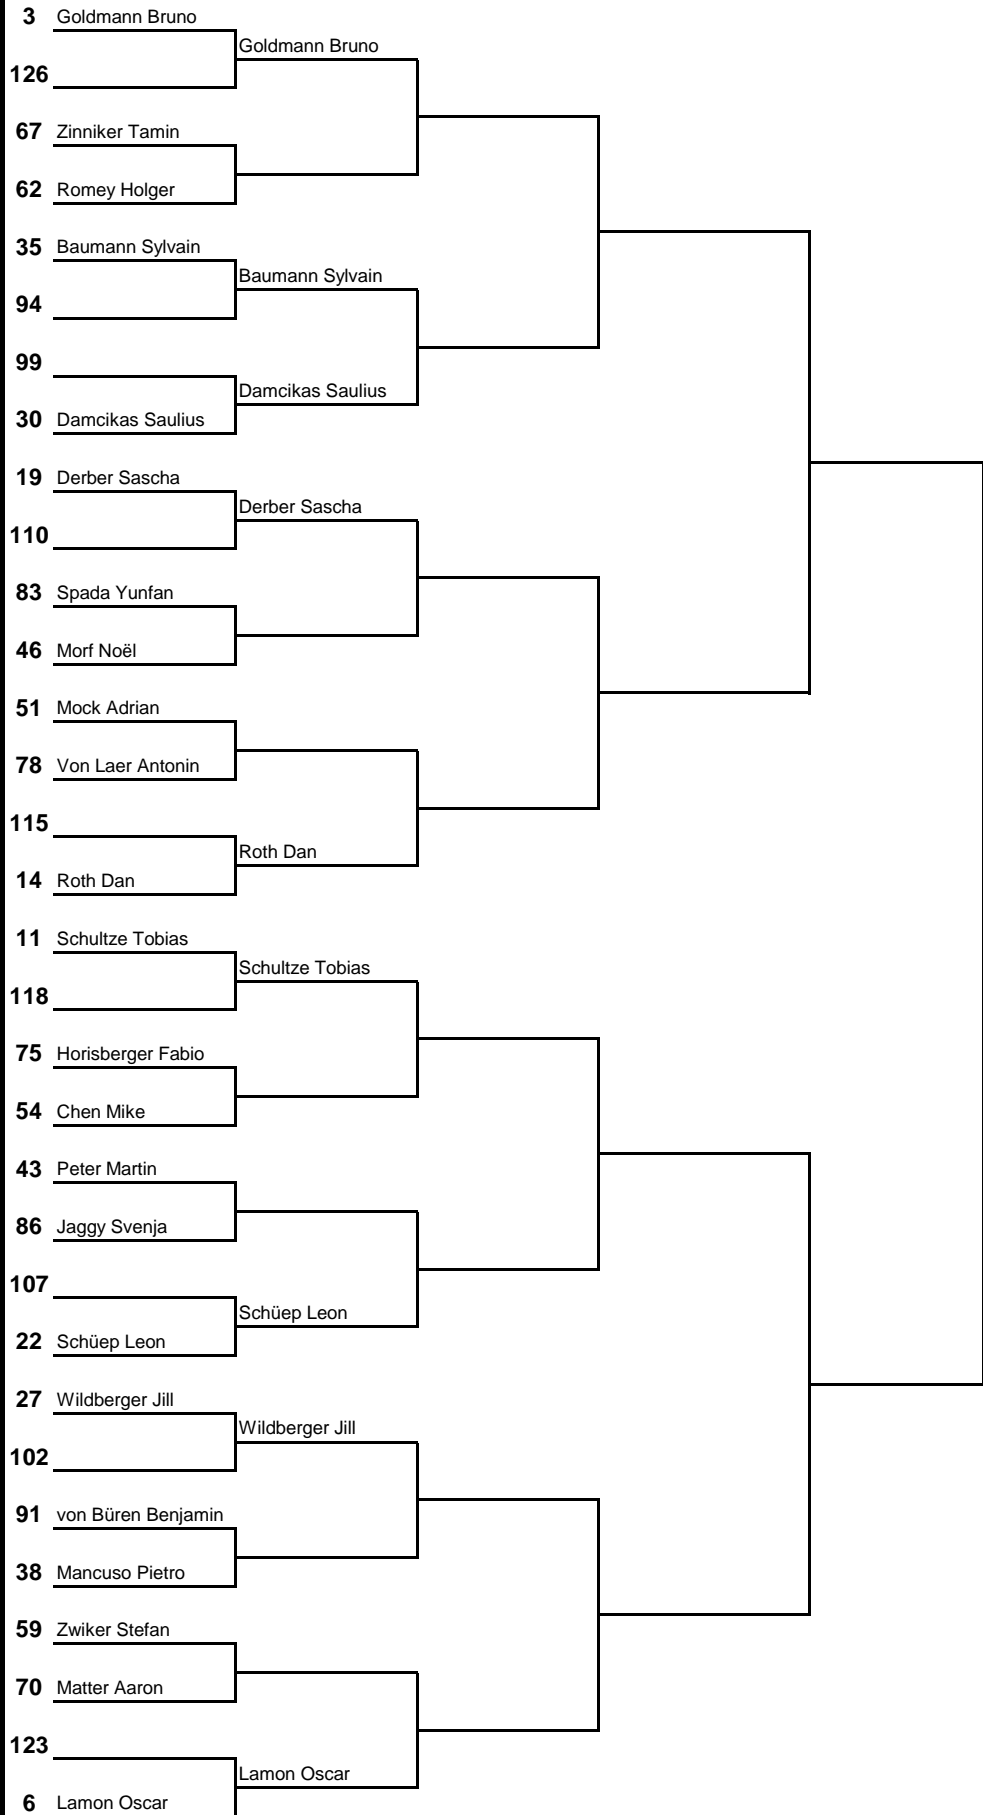 3 Goldmann Bruno
Goldmann Bruno
126
67 Zinniker Tamin
62 Romey Holger
35 Baumann Sylvain
Baumann Sylvain
94
99
Damcikas Saulius
30 Damcikas Saulius
19 Derber Sascha
Derber Sascha
110
83 Spada Yunfan
46 Morf Noël
51 Mock Adrian
78 Von Laer Antonin
115
Roth Dan
14 Roth Dan
11 Schultze Tobias
Schultze Tobias
118
75 Horisberger Fabio
54 Chen Mike
43 Peter Martin
86 Jaggy Svenja
107
Schüep Leon
22 Schüep Leon
27 Wildberger Jill
Wildberger Jill
102
91 von Büren Benjamin
38 Mancuso Pietro
59 Zwiker Stefan
70 Matter Aaron
123
Lamon Oscar
6 Lamon Oscar